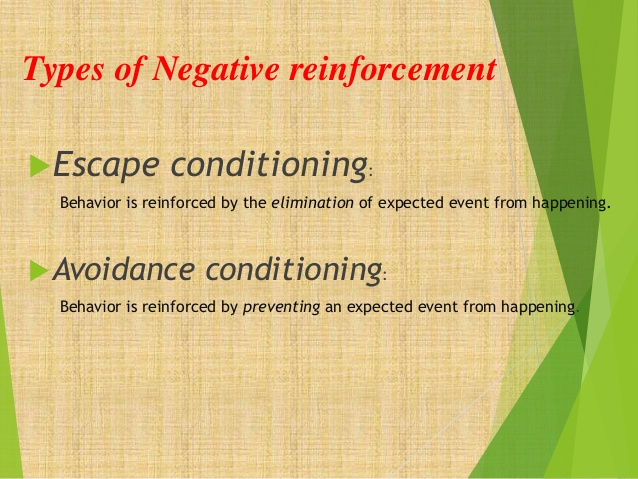 Types of Negative reinforcement
Escape conditioning:
Behavior is reinforced by the elimination of expected event from happening.
Avoidance conditioning:
Behavior is reinforced by preventing an expected event from happening.